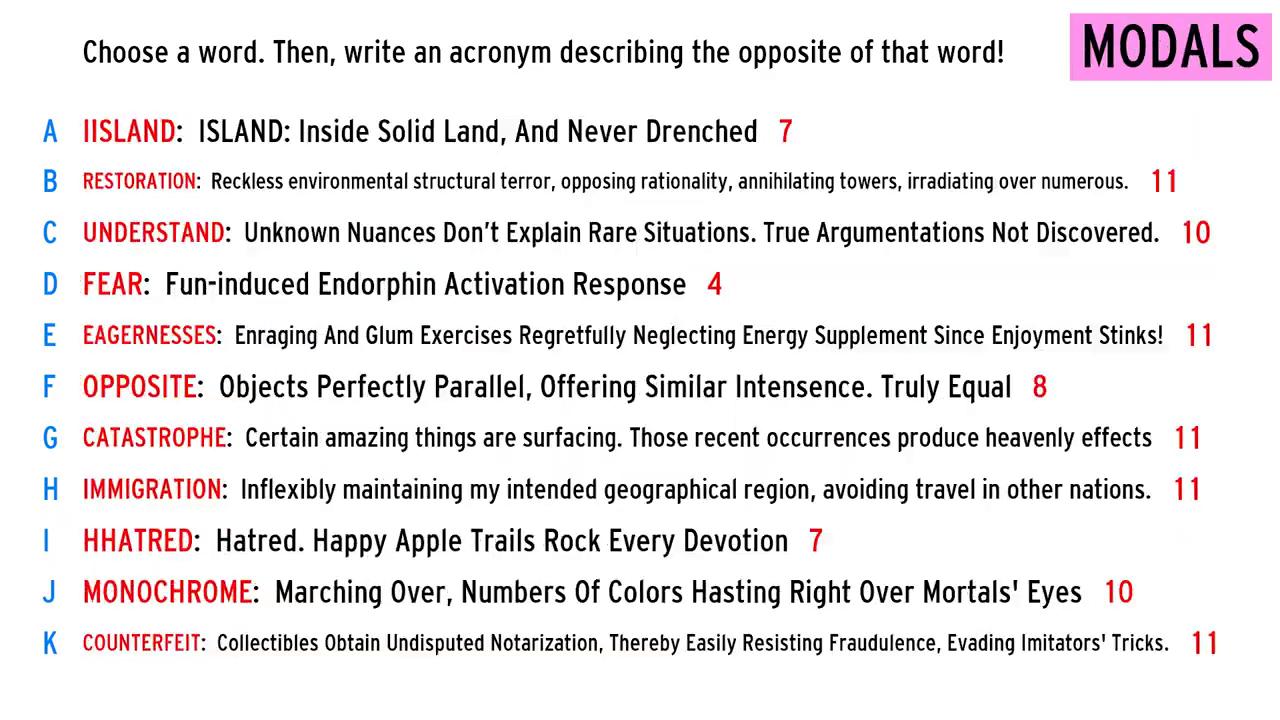 Choose a word. Then, write an acronym describing the opposite of that word!
MODALS
A IISLAND: ISLAND: Inside Solid Land, And Never Drenched 7
B RESTORATION: Reckless environmental structural terror, opposing rationality, annihilating towers, irradiating over numerous. 11
C UNDERSTAND: Unknown Nuances Don't Explain Rare Situations. True Argumentations Not Discovered. 10
D FEAR: Fun-induced Endorphin Activation Response 4
E EAGERNESSES: Enraging And Glum Exercises Regretfully Neglecting Energy Supplement Since Enjoyment Stinks! 11
F OPPOSITE: Objects Perfectly Parallel, Offering Similar Intensence. Truly Equal 8
G CATASTROPHE: Certain amazing things are surfacing. Those recent occurrences produce heavenly effects 11
H IMMIGRATION: Inflexibly maintaining my intended geographical region, avoiding travel in other nations. 11
I HHATRED: Hatred. Happy Apple Trails Rock Every Devotion 7
J MONOCHROME: Marching Over, Numbers Of Colors Hasting Right Over Mortals' Eyes 10
K COUNTERFEIT: Collectibles Obtain Undisputed Notarization, Thereby Easily Resisting Fraudulence, Evading Imitators' Tricks. 11